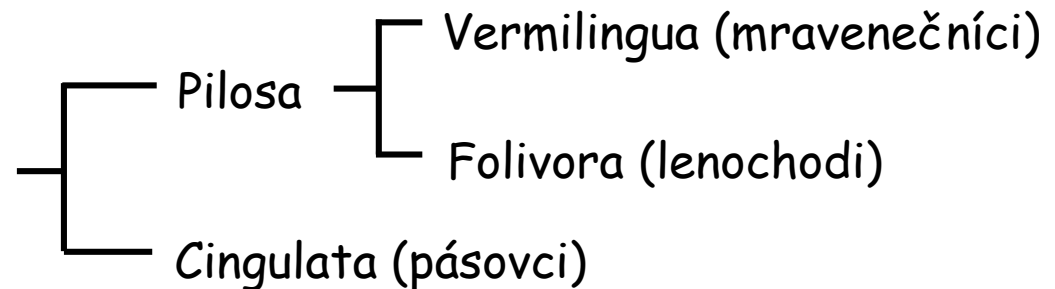 Vermilingua (mravenečníci)
Pilosa
Folivora (lenochodi)
Cingulata (pásovci)